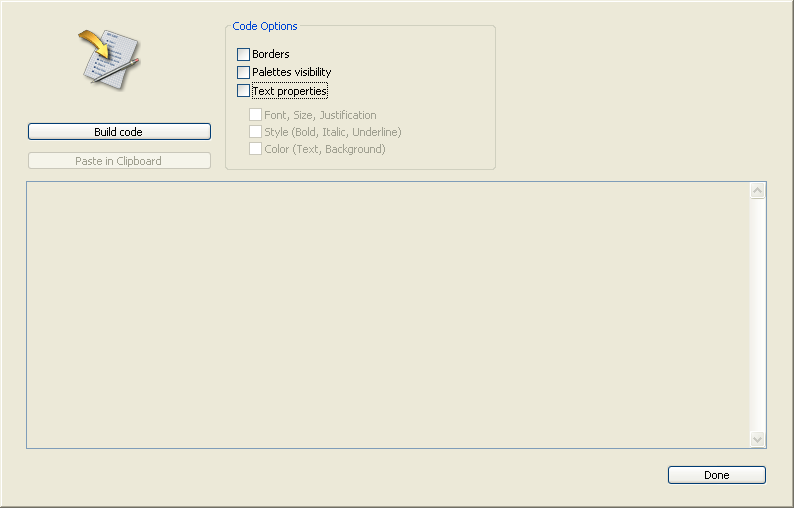 Code Options
Borders
Palettes visibility
Text properties
Font, Size, Justification
Style (Bold, Italic, Underline)
Color (Text, Background)
Build code
Paste in Clipboard
Done